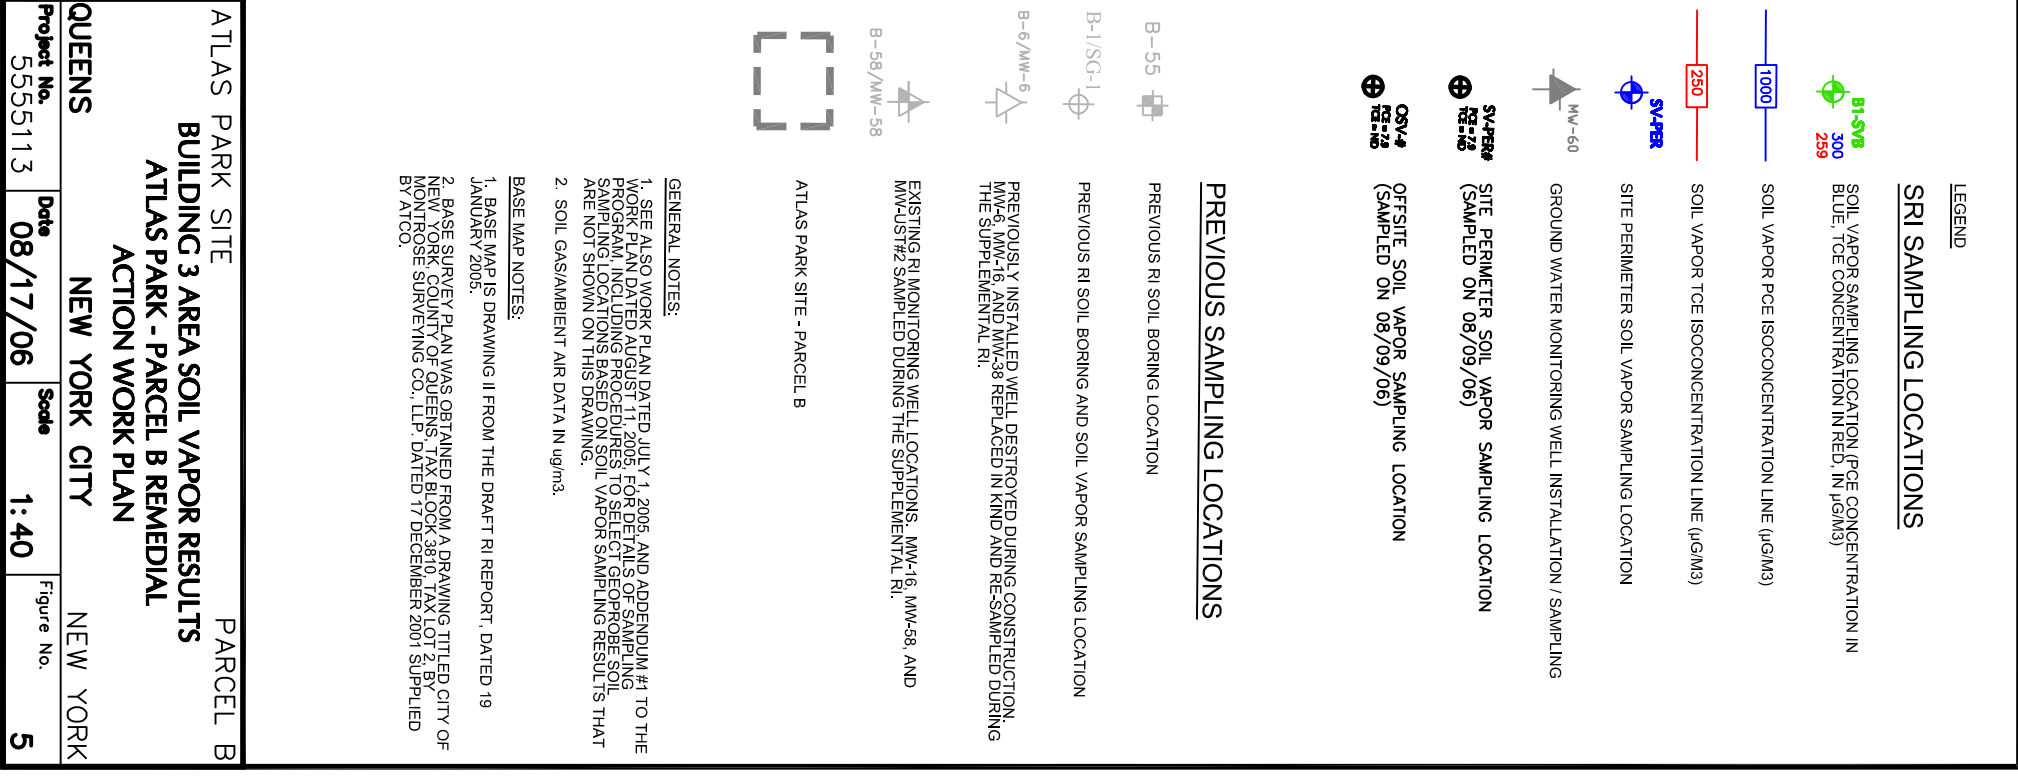 LEGEND
SRI SAMPLING LOCATIONS
B1-SVB
300
259
SOIL VAPOR SAMPLING LOCATION (PCE CONCENTRATION IN
BLUE, TCE CONCENTRATION IN RED, IN µG/M3)
1000
SOIL VAPOR PCE ISOCONCENTRATION LINE (µG/M3)
250
SOIL VAPOR TCE ISOCONCENTRATION LINE (µG/M3)
SV-PER
SITE PERIMETER SOIL VAPOR SAMPLING LOCATION
MW-60
GROUND WATER MONITORING WELL INSTALLATION / SAMPLING
SV-PER#
PCE = 7.9
TCE = ND
SITE PERIMETER SOIL VAPOR SAMPLING LOCATION
(SAMPLED ON 08/09/06)
OSV-#
PCE = 7.9
TCE = ND
OFFSITE SOIL VAPOR SAMPLING LOCATION
(SAMPLED ON 08/09/06)
PREVIOUS SAMPLING LOCATIONS
B-55
PREVIOUS RI SOIL BORING LOCATION
B-1/SG-1
PREVIOUS RI SOIL BORING AND SOIL VAPOR SAMPLING LOCATION
B-6/MW-6
PREVIOUSLY INSTALLED WELL DESTROYED DURING CONSTRUCTION.
MW-6, MW-16, AND MW-38 REPLACED IN KIND AND RE-SAMPLED DURING
THE SUPPLEMENTAL RI.
B-58/MW-58
EXISTING RI MONITORING WELL LOCATIONS. MW-16, MW-58, AND
MW-UST#2 SAMPLED DURING THE SUPPLEMENTAL RI.
ATLAS PARK SITE - PARCEL B
GENERAL NOTES:
1. SEE ALSO WORK PLAN DATED JULY 1, 2005, AND ADDENDUM #1 TO THE
WORK PLAN DATED AUGUST 11, 2005, FOR DETAILS OF SAMPLING
PROGRAM, INCLUDING PROCEDURES TO SELECT GEOPROBE SOIL
SAMPLING LOCATIONS BASED ON SOIL VAPOR SAMPLING RESULTS THAT
ARE NOT SHOWN ON THIS DRAWING.
2. SOIL GAS/AMBIENT AIR DATA IN ug/m3.
BASE MAP NOTES:
1. BASE MAP IS DRAWING II FROM THE DRAFT RI REPORT, DATED 19
JANUARY 2005.
2. BASE SURVEY PLAN WAS OBTAINED FROM A DRAWING TITLED CITY OF
NEW YORK, COUNTY OF QUEENS, TAX BLOCK 3810, TAX LOT 2, BY
MONTROSE SURVEYING CO., LLP. DATED 17 DECEMBER 2001 SUPPLIED
BY ATCO.
ATLAS PARK SITE PARCEL B
BUILDING 3 AREA SOIL VAPOR RESULTS
ATLAS PARK - PARCEL B REMEDIAL
ACTION WORK PLAN
QUEENS NEW YORK CITY NEW YORK
Project No. Date Scale Figure No.
5555113 08/17/06 1:40 5